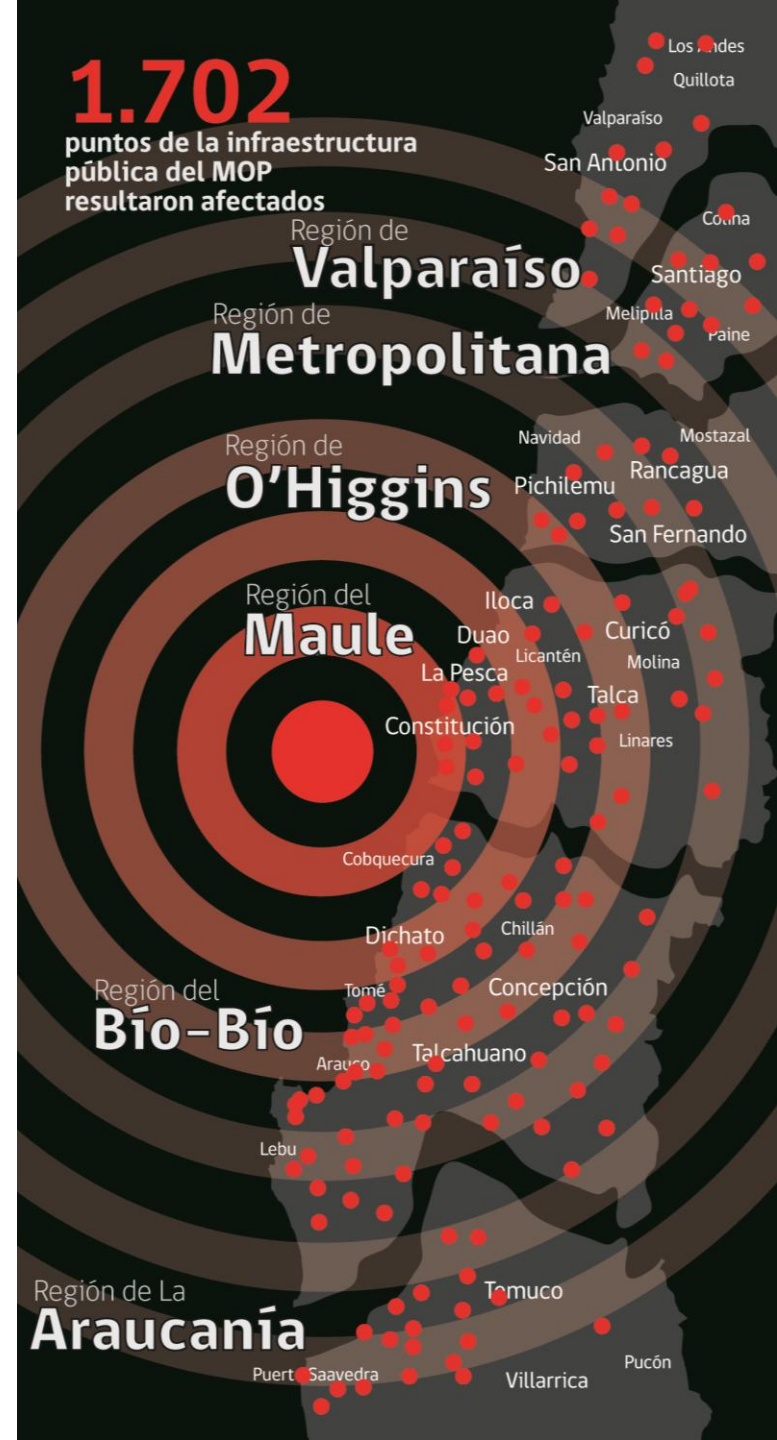 1.702
puntos de la infraestructura
pública del MOP
resultaron afectados
Los Andes
Quillota
Valparaíso
San Antonio
Región de
Valparaíso
Colina
Santiago
Melipilla
Paine
Región de
Metropolitana
Navidad
Mostazal
Rancagua
Pichilemu
San Fernando
Región de
O'Higgins
Región del
Maule
Iloca
Duao
Curicó
Licantén
Molina
La Pesca
Talca
Constitución
Linares
Cobquecura
Chillán
Dichato
Tomé
Concepción
Región del
Bío-Bío
Arauco
Talcahuano
Lebu
Región de La
Araucanía
Temuco
Puerto Saavedra
Villarrica
Pucón